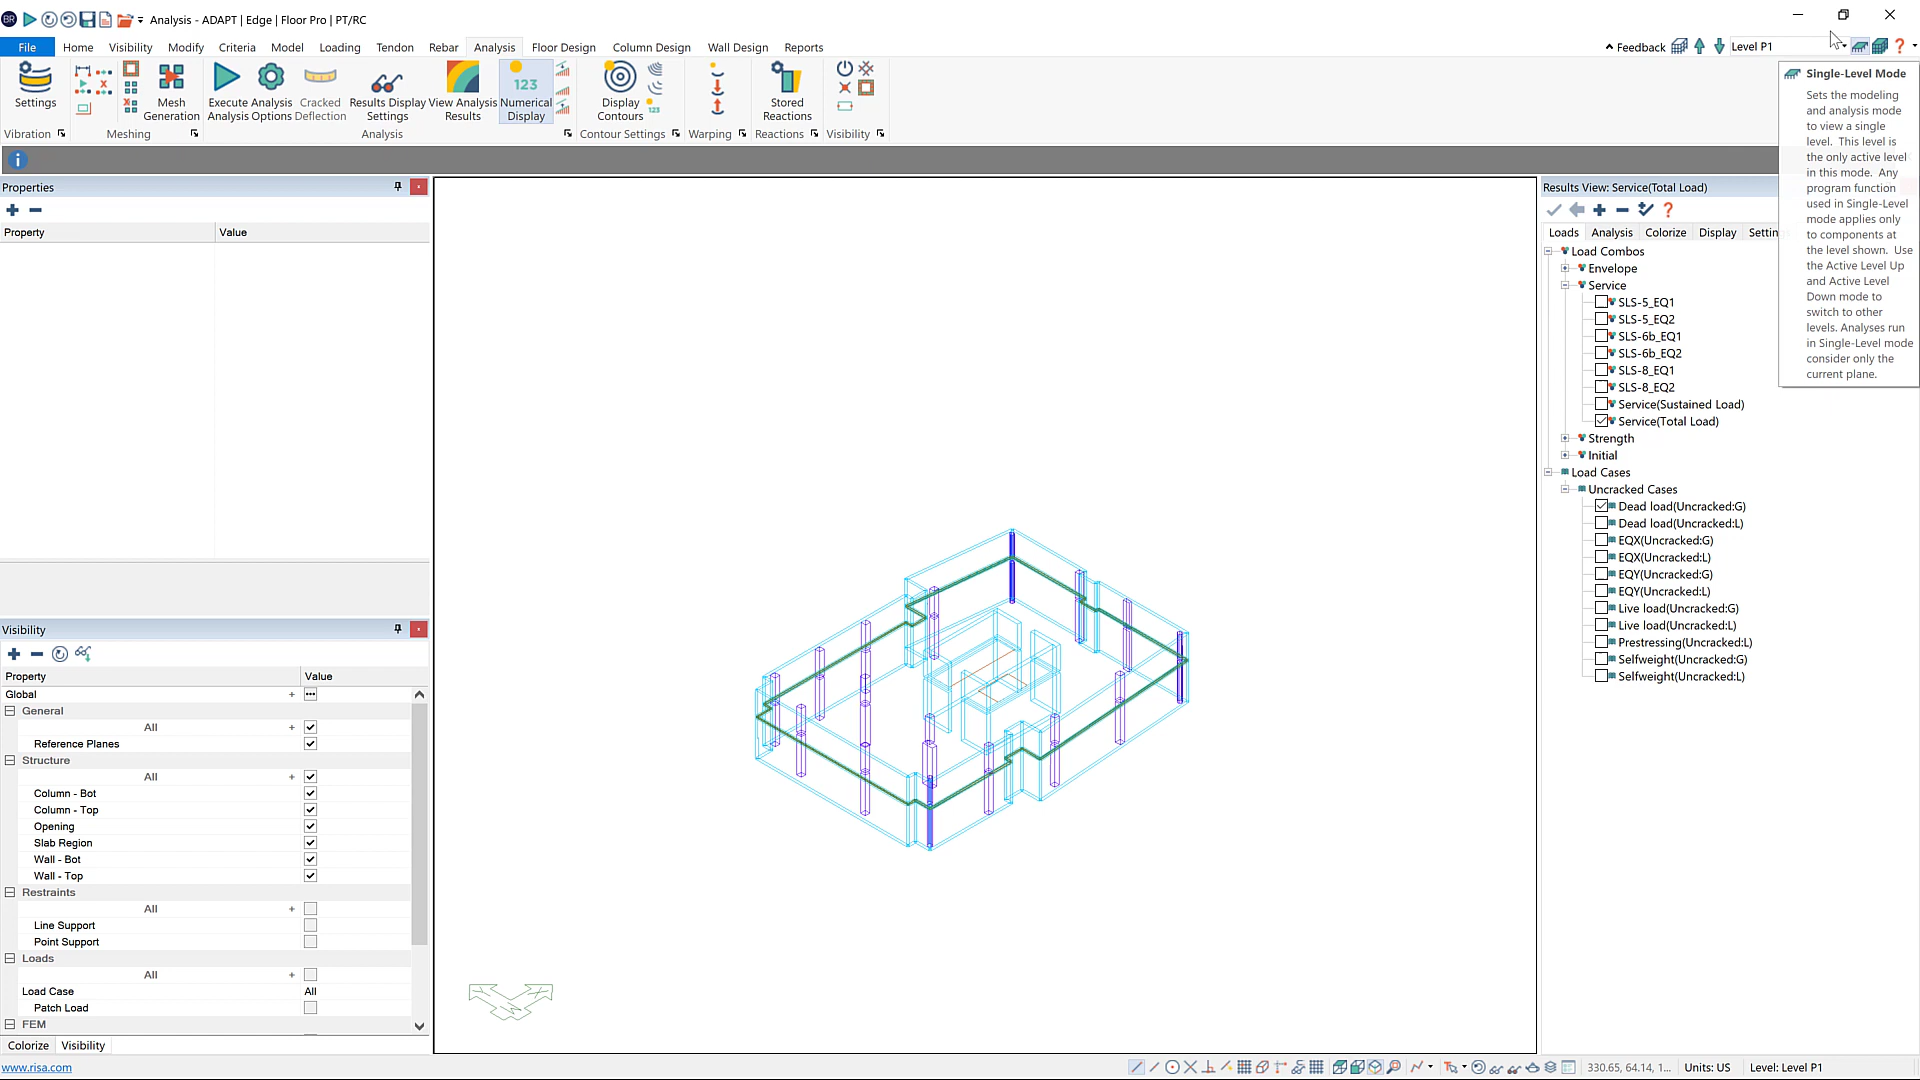 BR Analysis - ADAPT | Edge | Floor Pro | PT/RC
File Home Visibility Modify Criteria Model Loading Tendon Rebar Analysis Floor Design Column Design Wall Design Reports Feedback Level P1
123
Settings Mesh Generation Execute Analysis Analysis Options Cracked Deflection Results Display Settings View Analysis Results Numerical Display Display Contours 123 Stored Reactions
Vibration Meshing Analysis Contour Settings Warping Reactions Visibility
Single-Level Mode
Sets the modeling
and analysis mode
to view a single
level. This level is
the only active level
in this mode. Any
program function
used in Single-Level
mode applies only
to components at
the level shown. Use
the Active Level Up
and Active Level
Down mode to
switch to other
levels. Analyses run
in Single-Level mode
consider only the
current plane.
Properties
Property Value
Visibility
Property Value
Global
General
All
Reference Planes
Structure
All
Column - Bot
Column - Top
Opening
Slab Region
Wall - Bot
Wall - Top
Restraints
All
Line Support
Point Support
Loads
All
Load Case All
Patch Load
FEM
Colorize Visibility
Results View: Service(Total Load)
Loads Analysis Colorize Display Settin
Load Combos
Envelope
Service
SLS-5_EQ1
SLS-5_EQ2
SLS-6b_EQ1
SLS-6b_EQ2
SLS-8_EQ1
SLS-8_EQ2
Service(Sustained Load)
Service(Total Load)
Strength
Initial
Load Cases
Uncracked Cases
Dead load(Uncracked:G)
Dead load(Uncracked:L)
EQX(Uncracked:G)
EQX(Uncracked:L)
EQY(Uncracked:G)
EQY(Uncracked:L)
Live load(Uncracked:G)
Live load(Uncracked:L)
Prestressing(Uncracked:L)
Selfweight(Uncracked:G)
Selfweight(Uncracked:L)
www.risa.com 330.65, 64.14, 1... Units: US Level: Level P1